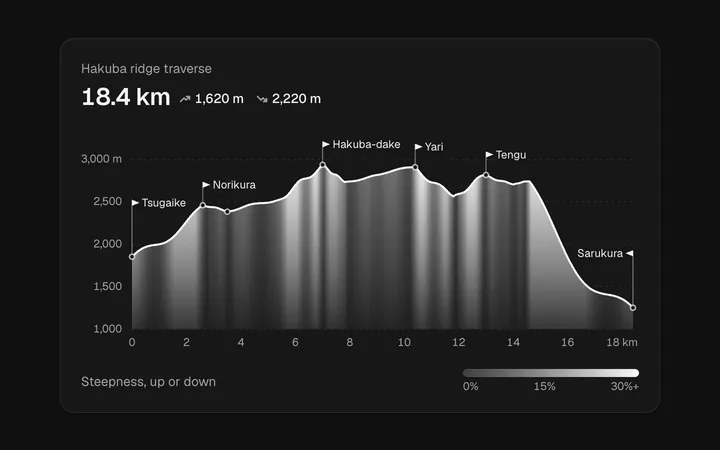 Hakuba ridge traverse
18.4 km 1,620 m 2,220 m
Hakuba-dake
Yari
Tengu
3,000 m
Norikura
2,500
Tsugaike
2,000
Sarukura
1,500
1,000
0 2 4 6 8 10 12 14 16 18 km
Steepness, up or down
0% 15% 30%+